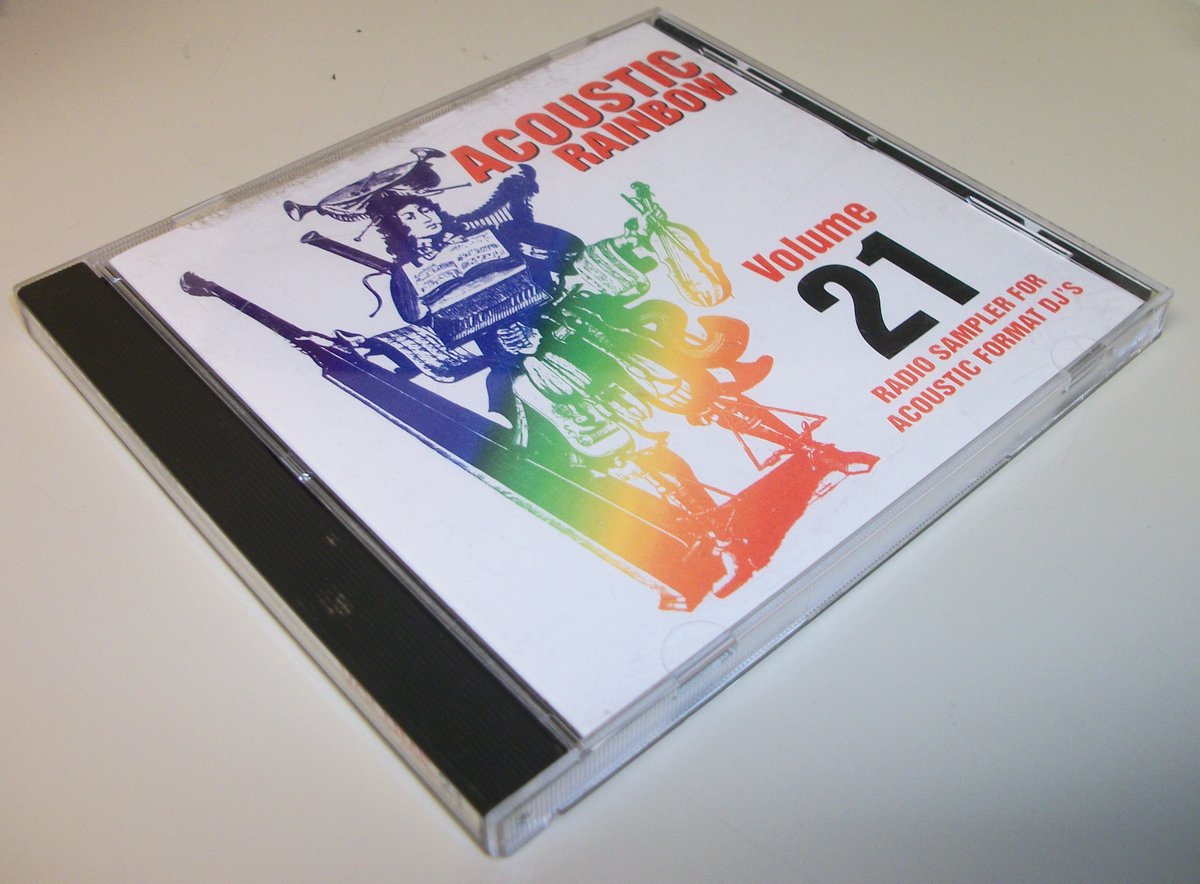 ACOUSTIC
RAINBOW
Volume
21
RADIO SAMPLER FOR
ACOUSTIC FORMAT DJ'S